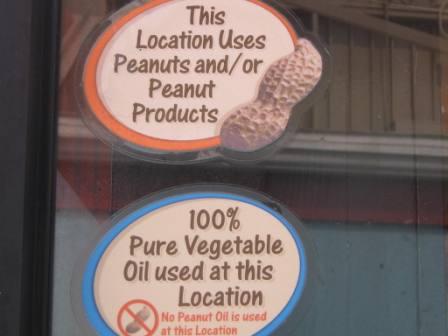 This
Location Uses
Peanuts and/or
Peanut
Products
100%
Pure Vegetable
Oil used at this
Location
No Peanut Oil is used
at this Location